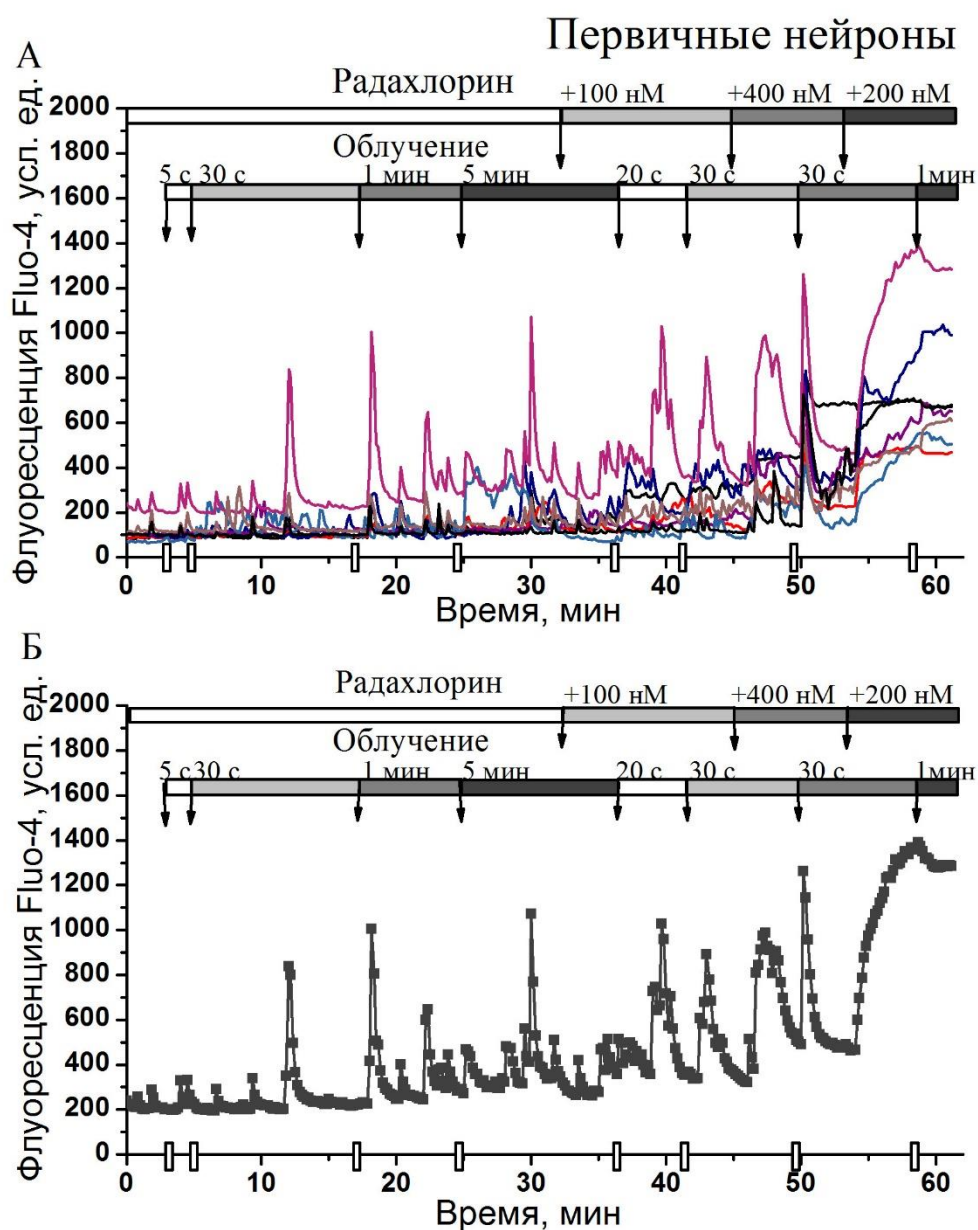 Первичные нейроны
А
Радахлорин
+100 нМ
+400 нМ
+200 нМ
Облучение
5 с 30 с
1 мин
5 мин
20 с
30 с
30 с
1 мин
Флуоресценция Fluo-4, усл. ед.
2000
1800
1600
1400
1200
1000
800
600
400
200
0
0 10 20 30 40 50 60
Время, мин
Б
Радахлорин
+100 нМ
+400 нМ
+200 нМ
Облучение
5 с 30 с
1 мин
5 мин
20 с
30 с
30 с
1 мин
Флуоресценция Fluo-4, усл. ед.
2000
1800
1600
1400
1200
1000
800
600
400
200
0
0 10 20 30 40 50 60
Время, мин